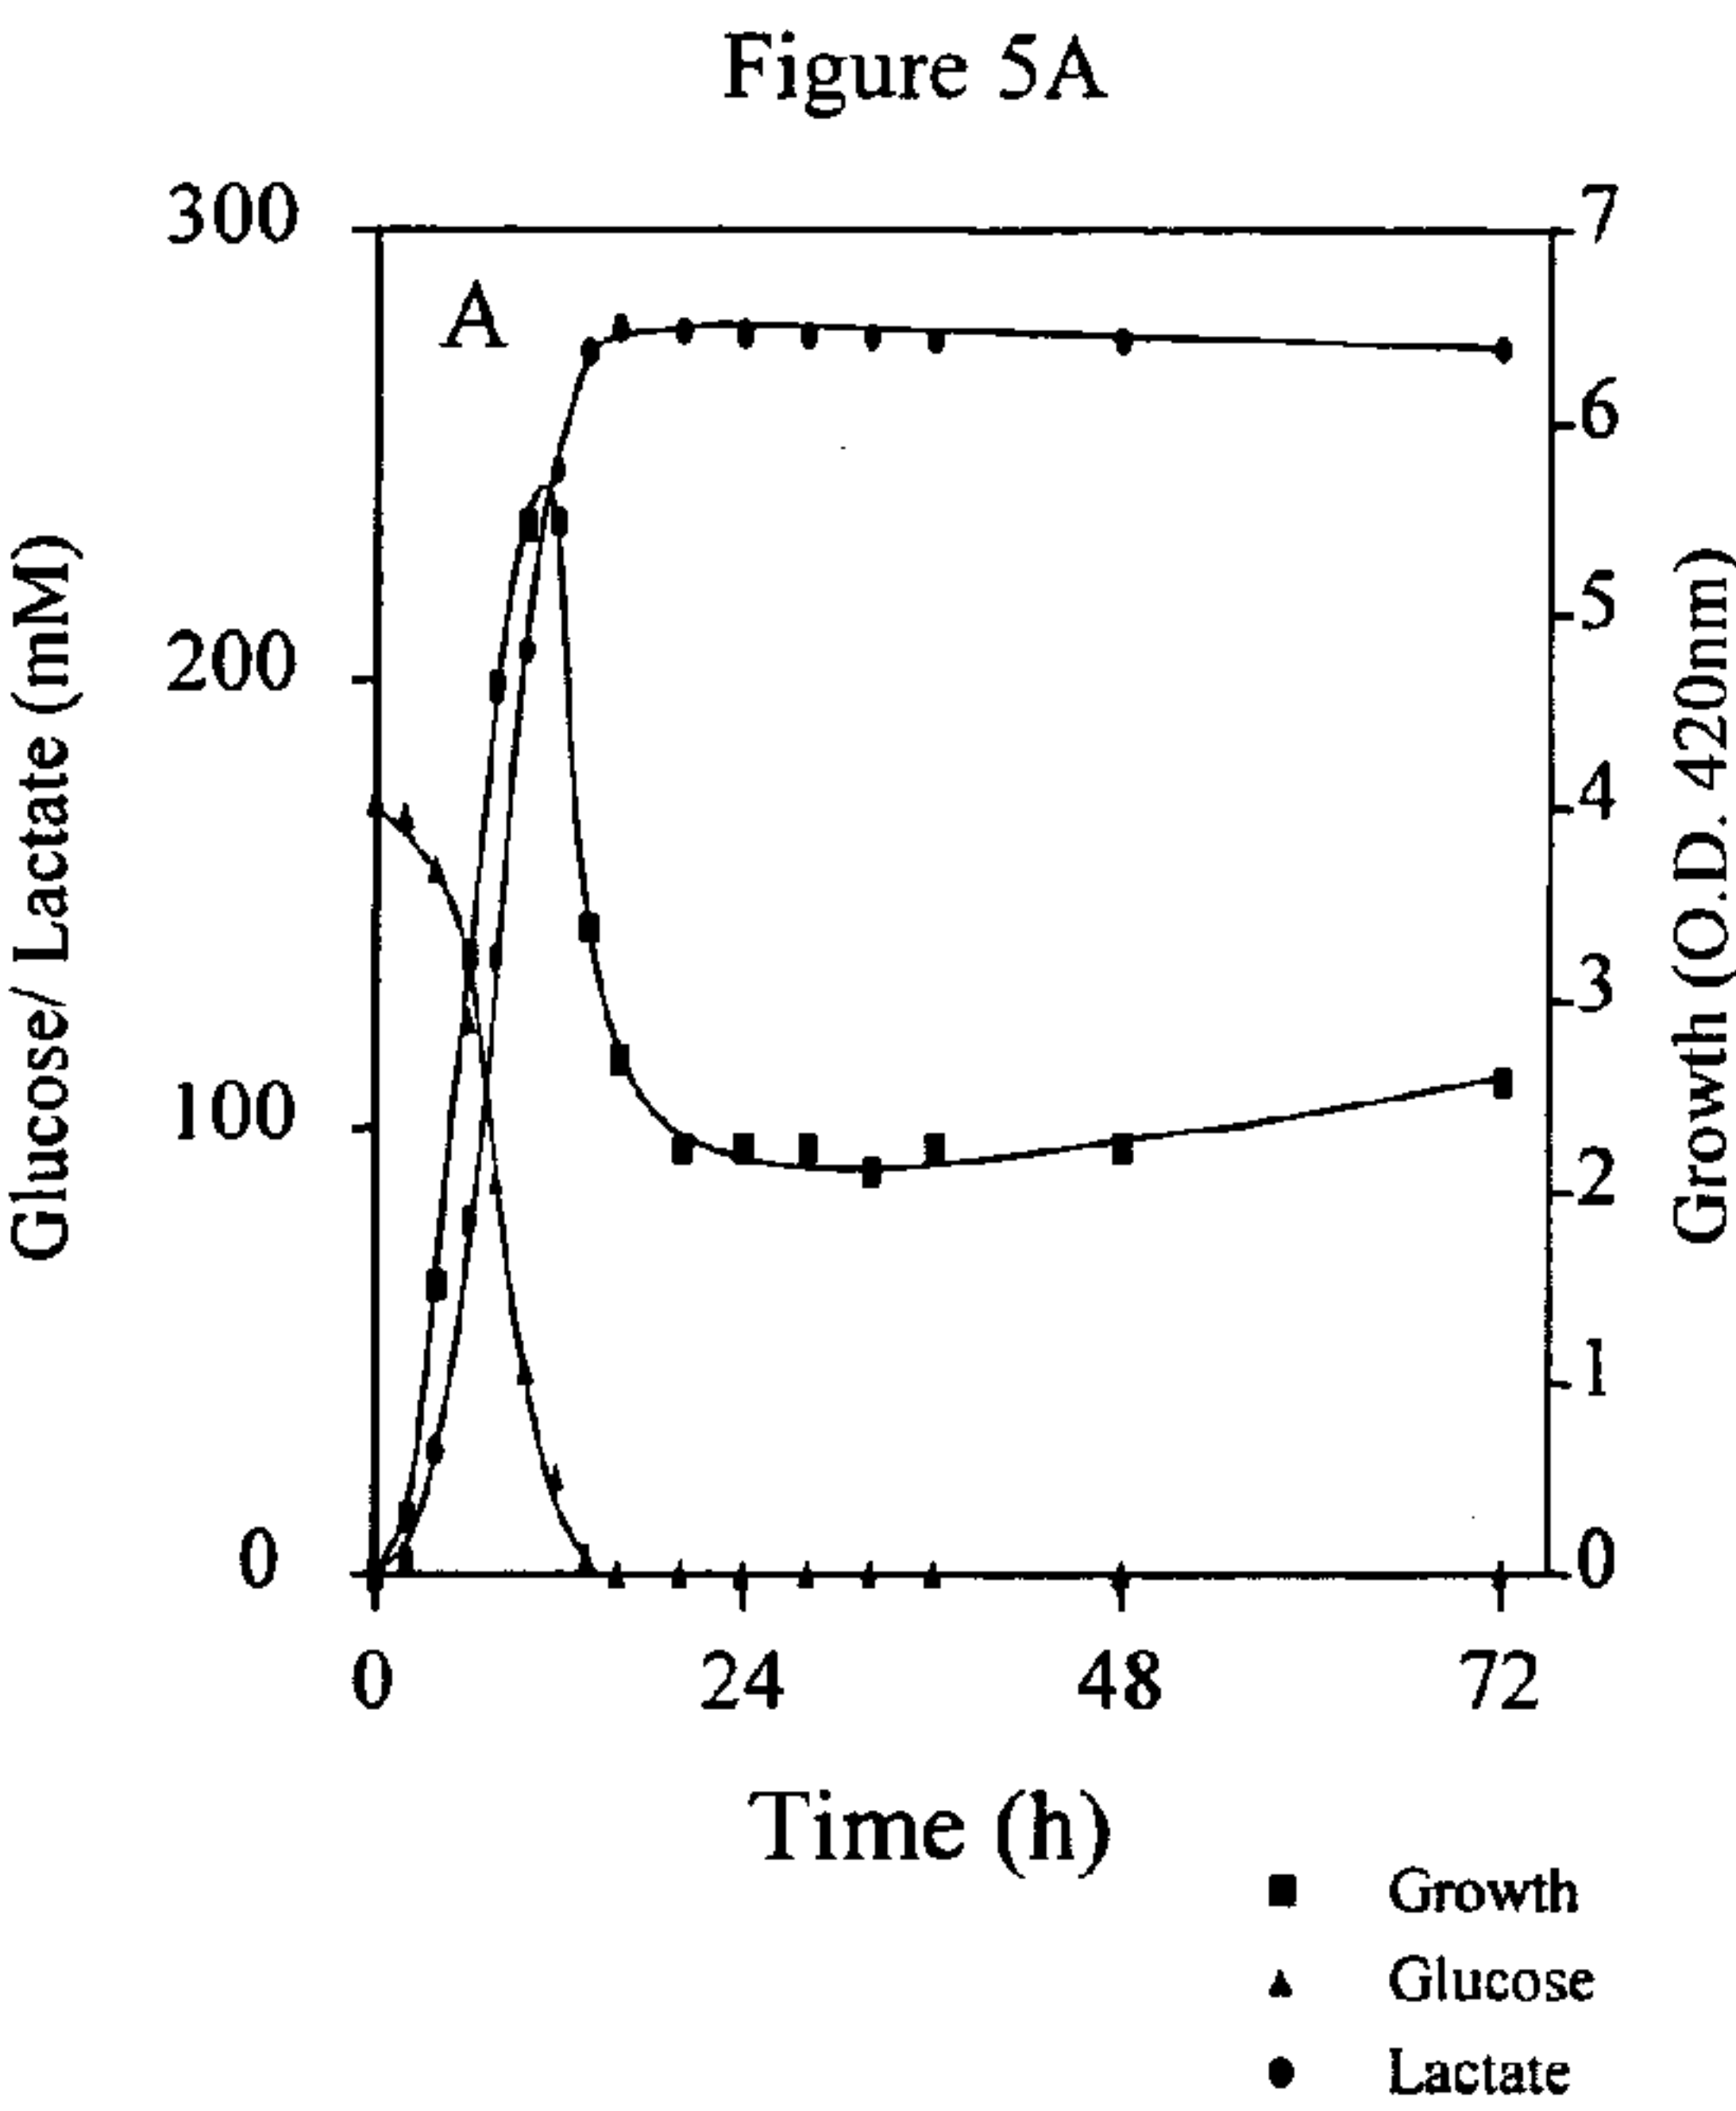 Figure 5A
300
7
A
6
5
200
4
3
100
2
1
0
0
Glucose/ Lactate (mM)
Growth (O.D. 420nm)
0 24 48 72
Time (h)
Growth
Glucose
Lactate